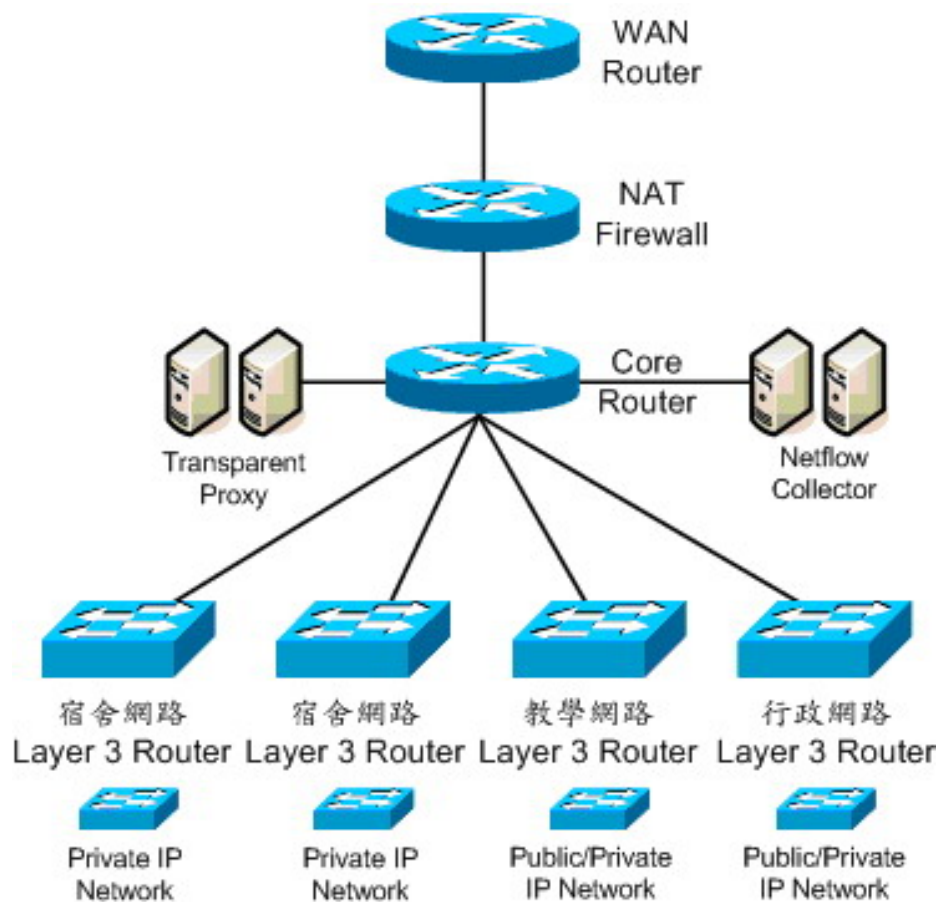 WAN
Router
NAT
Firewall
Core
Router
Transparent
Proxy
Netflow
Collector
宿舍網路
Layer 3 Router
宿舍網路
Layer 3 Router
教學網路
Layer 3 Router
行政網路
Layer 3 Router
Private IP
Network
Private IP
Network
Public/Private
IP Network
Public/Private
IP Network